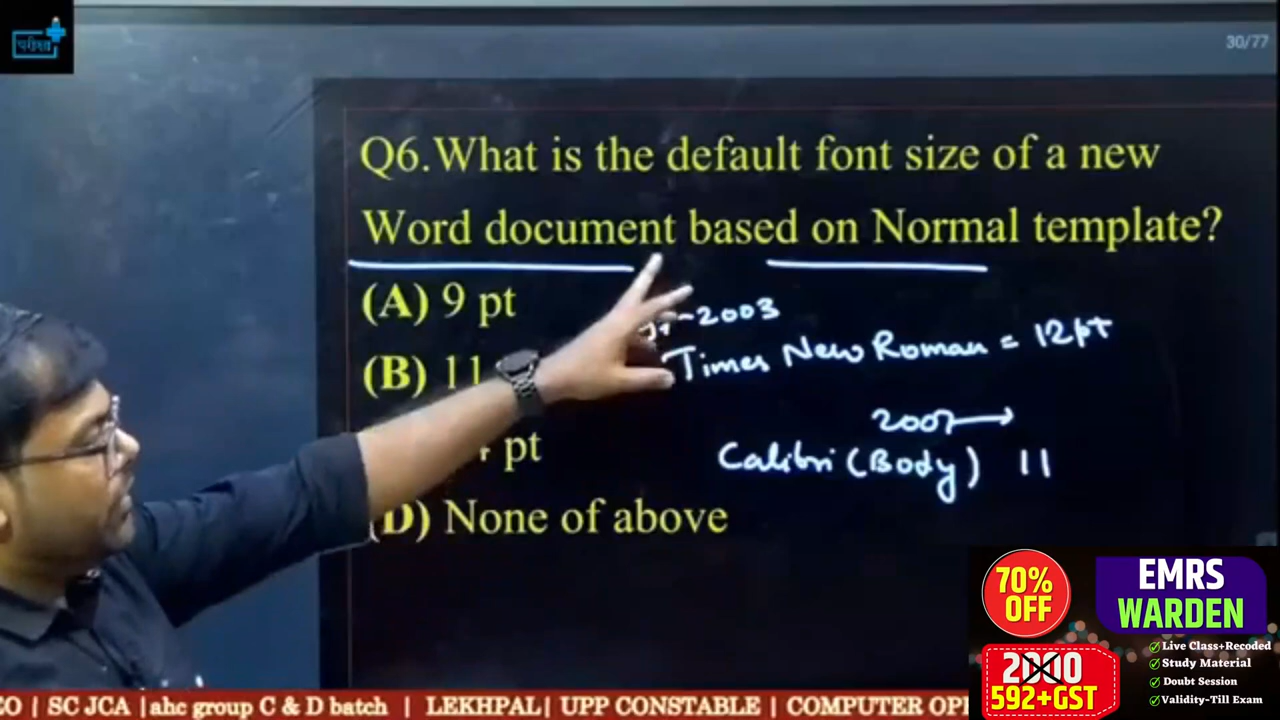 परीक्षा
30/77
Q6.What is the default font size of a new
Word document based on Normal template?
(A) 9 pt
-2003
Times New Roman = 12pt
(B) 11
2007
pt
Calibri (Body) 11
(D) None of above
70%
OFF
EMRS
WARDEN
2000
592+GST
Live Class+Recoded
Study Material
Doubt Session
Validity-Till Exam
EO | SC JCA | ahc group C & D batch | LEKHPAL| UPP CONSTABLE | COMPUTER OPE